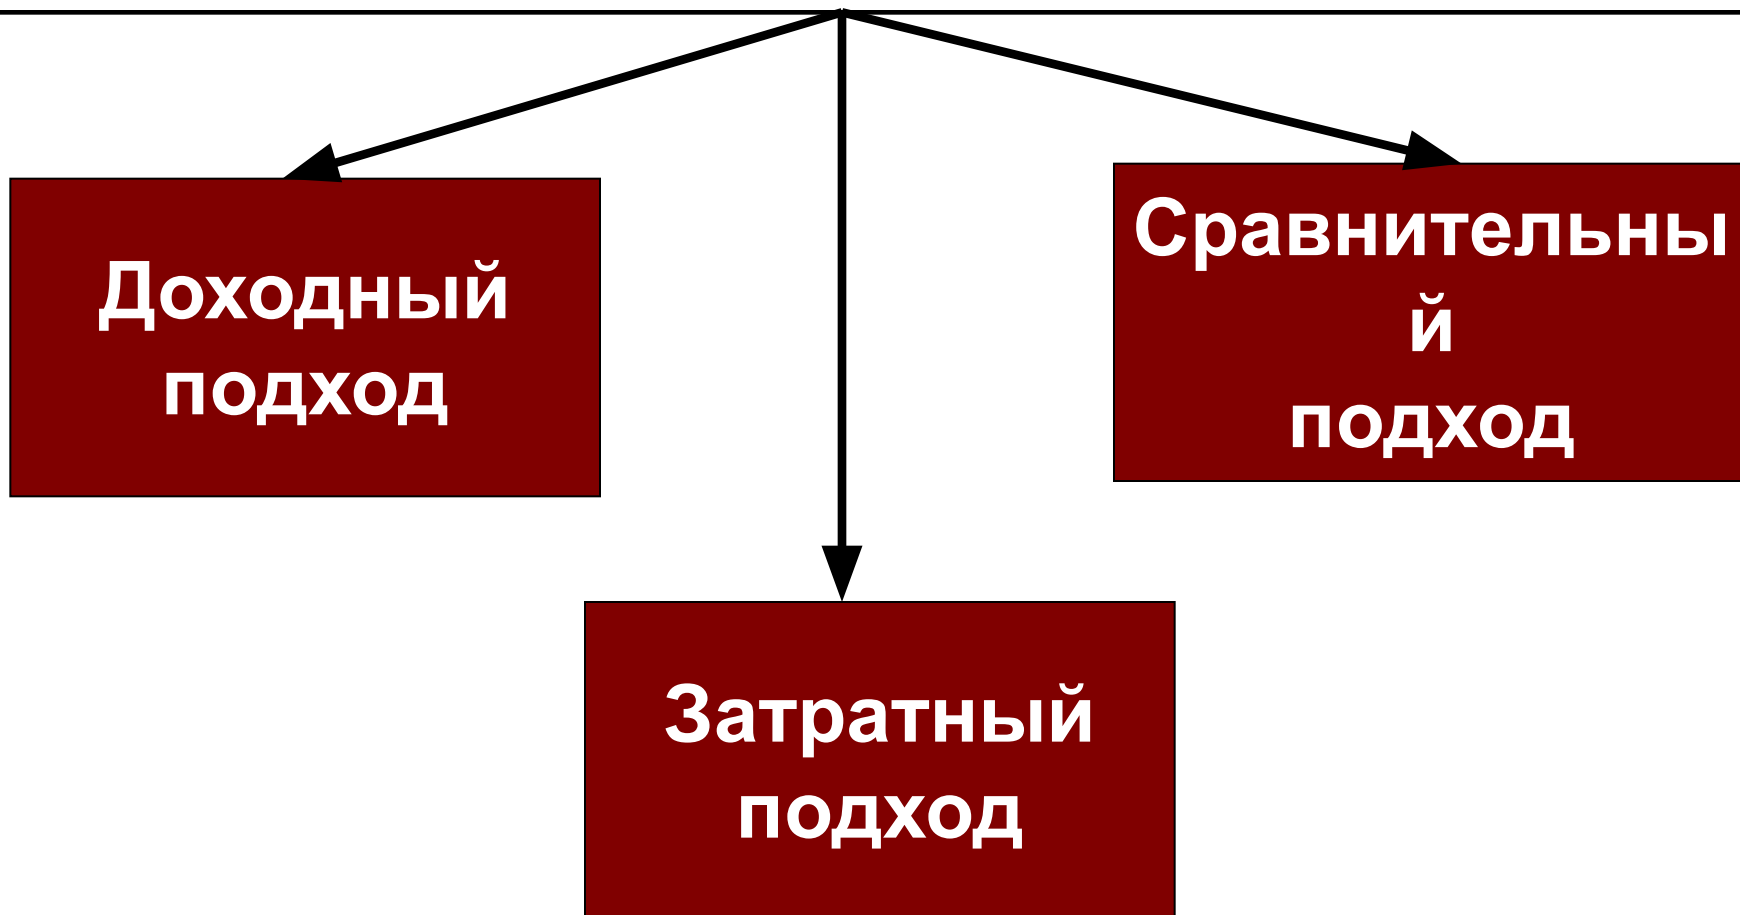 Доходный
подход
Сравнительны
й
подход
Затратный
подход